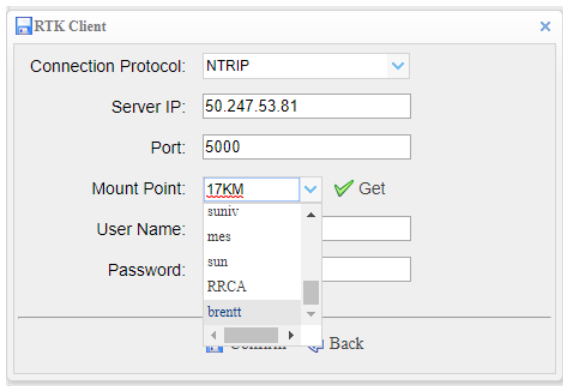 RTK Client
Connection Protocol: NTRIP
Server IP: 50.247.53.81
Port: 5000
Mount Point: 17KM Get
suniv
User Name:
mes
sun
Password:
RRCA
brentt
Confirm Back